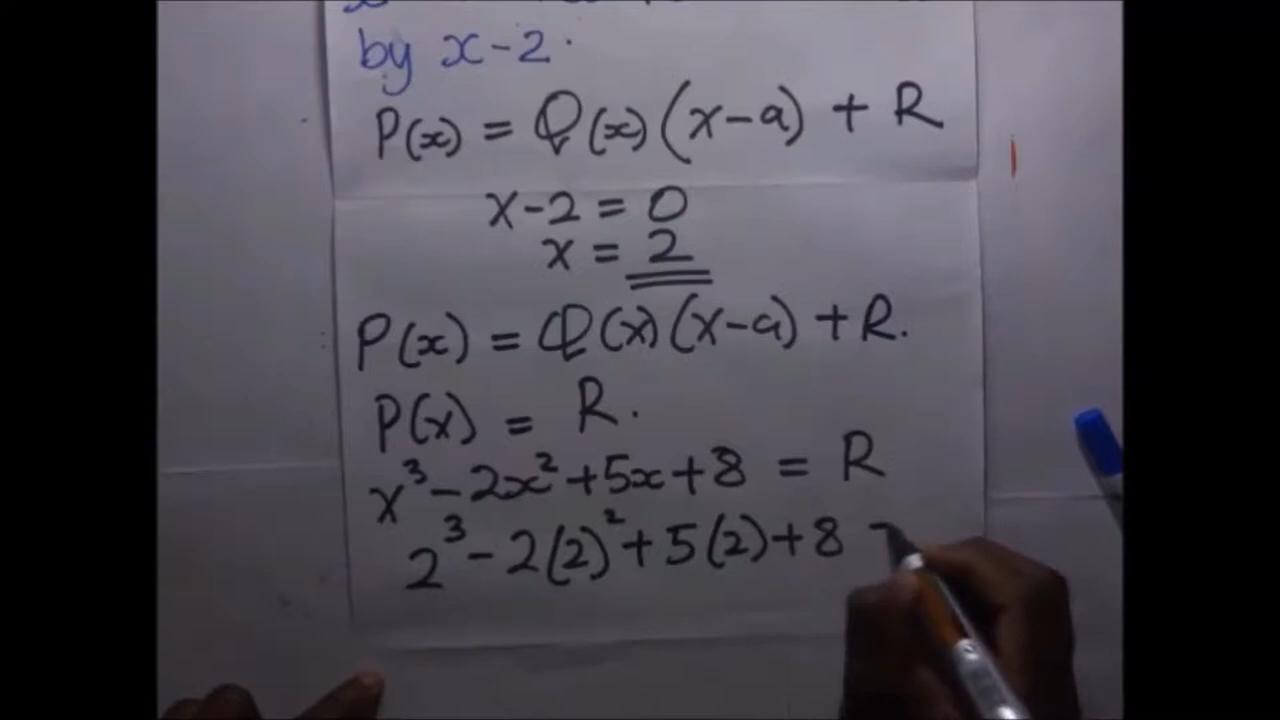 by x-2.
P(x) = Q(x)(x-a) + R
x-2 = 0
x = 2
P(x) = Q(x)(x-a) + R.
P(x) = R.
x³ - 2x² + 5x + 8 = R
2³ - 2(2)² + 5(2) + 8